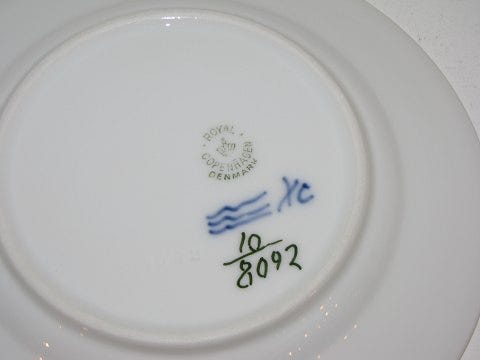 ROYAL
COPENHAGEN
DENMARK
XC
10
8092